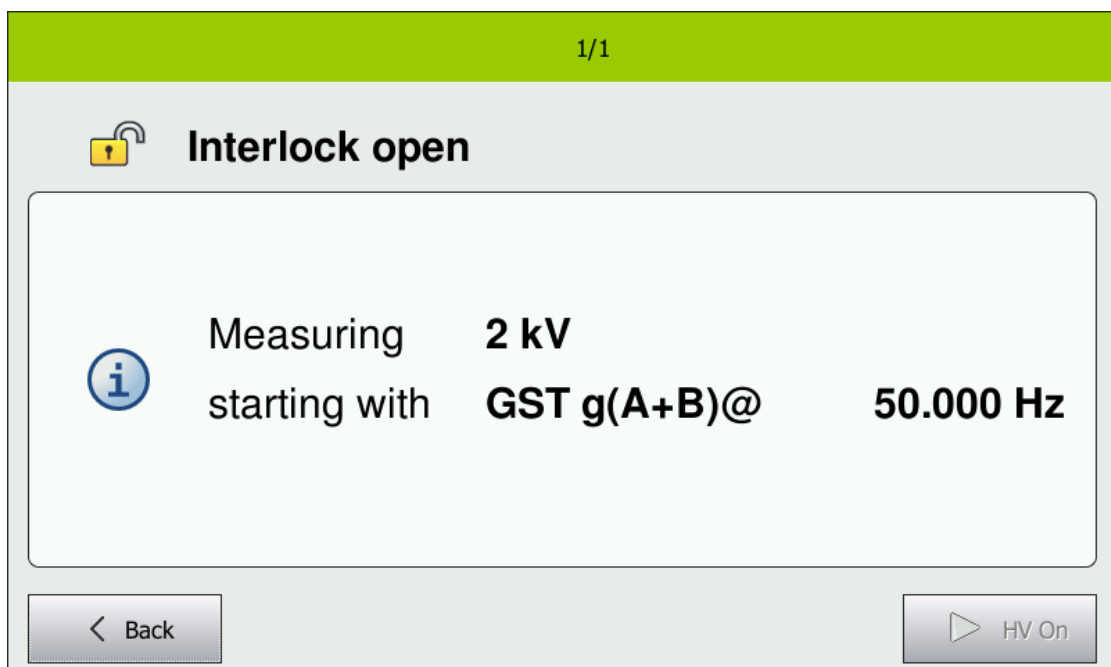 1/1
Interlock open
Measuring 2 kV
starting with GST g(A+B)@ 50.000 Hz
Back
HV On